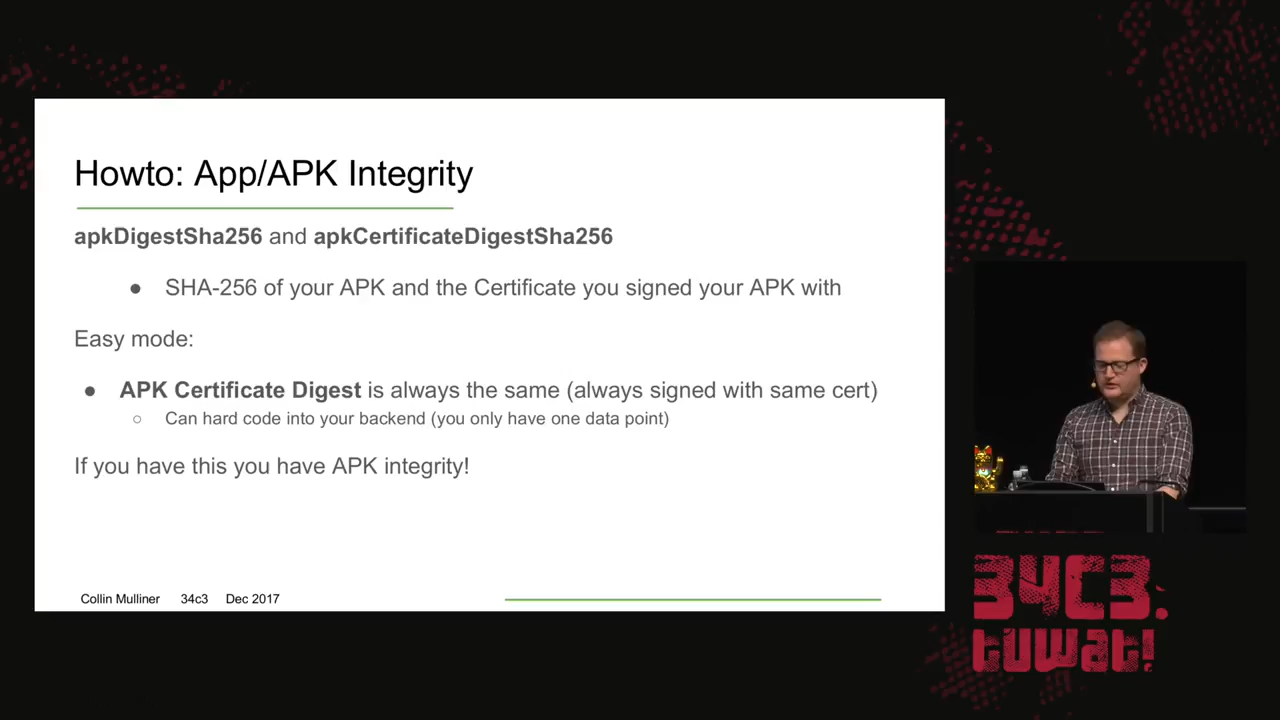 Howto: App/APK Integrity
apkDigestSha256 and apkCertificateDigestSha256
● SHA-256 of your APK and the Certificate you signed your APK with
Easy mode:
● APK Certificate Digest is always the same (always signed with same cert)
○ Can hard code into your backend (you only have one data point)
If you have this you have APK integrity!
Collin Mulliner 34c3 Dec 2017
34C3.
tuwat!